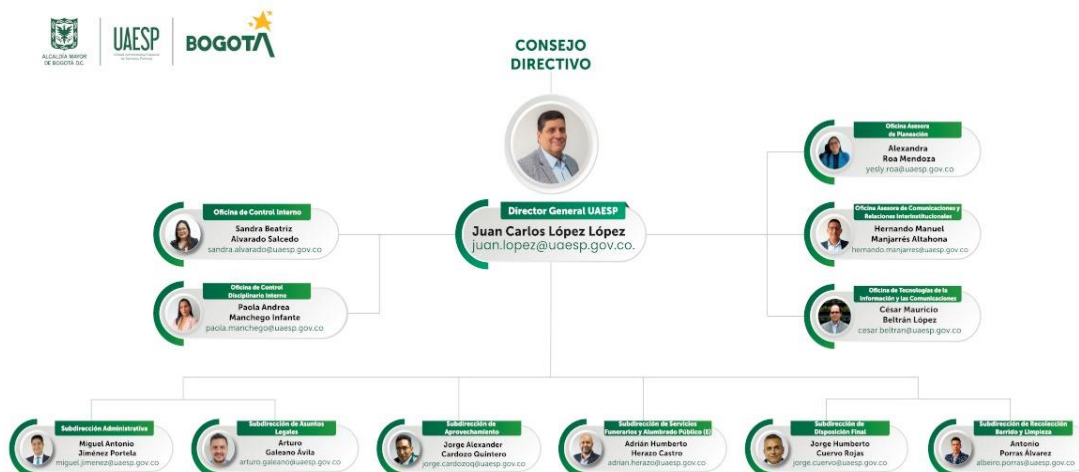 ALCALDÍA MAYOR
DE BOGOTÁ D.C.
UAESP
BOGOTÁ
CONSEJO
DIRECTIVO
Director General UAESP
Juan Carlos López López
juan.lopez@uaesp.gov.co.
Oficina de Control Interno
Sandra Beatriz
Alvarado Salcedo
sandra.alvarado@uaesp.gov.co
Oficina de Control
Disciplinario Interno
Paola Andrea
Manchego Infante
paola.manchego@uaesp.gov.co
Oficina Asesora
de Planeación
Alexandra
Roa Mendoza
yesly.roa@uaesp.gov.co
Oficina Asesora de Comunicaciones y
Relaciones Interinstitucionales
Hernando Manuel
Manjarrés Altahona
hernando.manjarres@uaesp.gov.co
Oficina de Tecnologías de la
Información y las Comunicaciones
César Mauricio
Beltrán López
cesar.beltran@uaesp.gov.co
Subdirección Administrativa
Miguel Antonio
Jiménez Portela
miguel.jimenez@uaesp.gov.co
Subdirección de Asuntos
Legales
Arturo
Galeano Ávila
arturo.galeano@uaesp.gov.co
Subdirección de
Aprovechamiento
Jorge Alexander
Cardozo Quintero
jorge.cardozoq@uaesp.gov.co
Subdirección de Servicios
Funerarios y Alumbrado Público (E)
Adrián Humberto
Herazo Castro
adrian.herazo@uaesp.gov.co
Subdirección de
Disposición Final
Jorge Humberto
Cuervo Rojas
jorge.cuervo@uaesp.gov.co
Subdirección de Recolección
Barrido y Limpieza
Antonio
Porras Álvarez
albeiro.porras@uaesp.gov.co